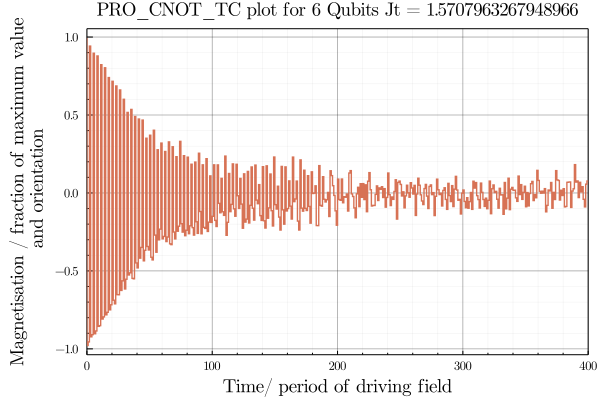 PRO_CNOT_TC plot for 6 Qubits Jt = 1.5707963267948966
Magnetisation / fraction of maximum value
and orientation
1.0
0.5
0.0
−0.5
−1.0
0 100 200 300 400
Time/ period of driving field